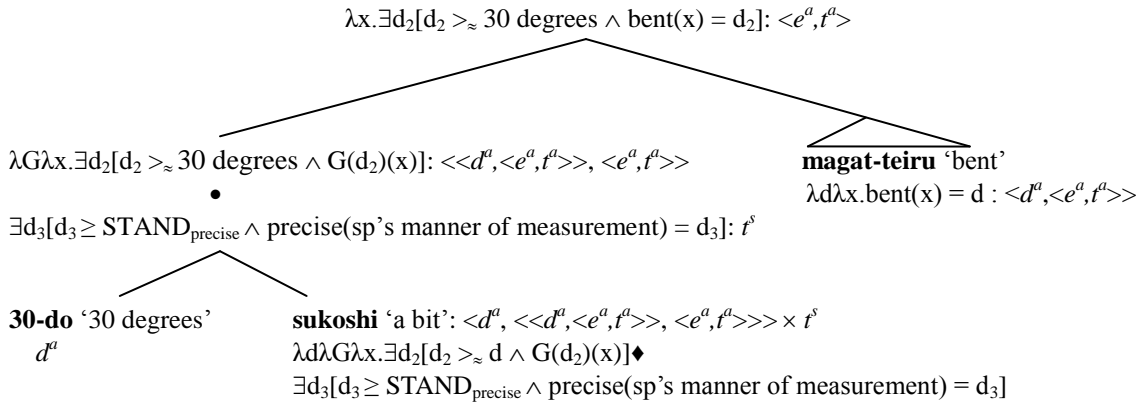 λx.∃d₂[d₂ >≈ 30 degrees ∧ bent(x) = d₂]: <eᵃ,tᵃ>
λGλx.∃d₂[d₂ >≈ 30 degrees ∧ G(d₂)(x)]: <<dᵃ,<eᵃ,tᵃ>>, <eᵃ,tᵃ>>
magat-teiru ‘bent’
•
λdλx.bent(x) = d : <dᵃ,<eᵃ,tᵃ>>
∃d₃[d₃ ≥ STANDprecise ∧ precise(sp’s manner of measurement) = d₃]: tˢ
30-do ‘30 degrees’
dᵃ
sukoshi ‘a bit’: <dᵃ, <<dᵃ,<eᵃ,tᵃ>>, <eᵃ,tᵃ>>> × tˢ
λdλGλx.∃d₂[d₂ >≈ d ∧ G(d₂)(x)]♦
∃d₃[d₃ ≥ STANDprecise ∧ precise(sp’s manner of measurement) = d₃]